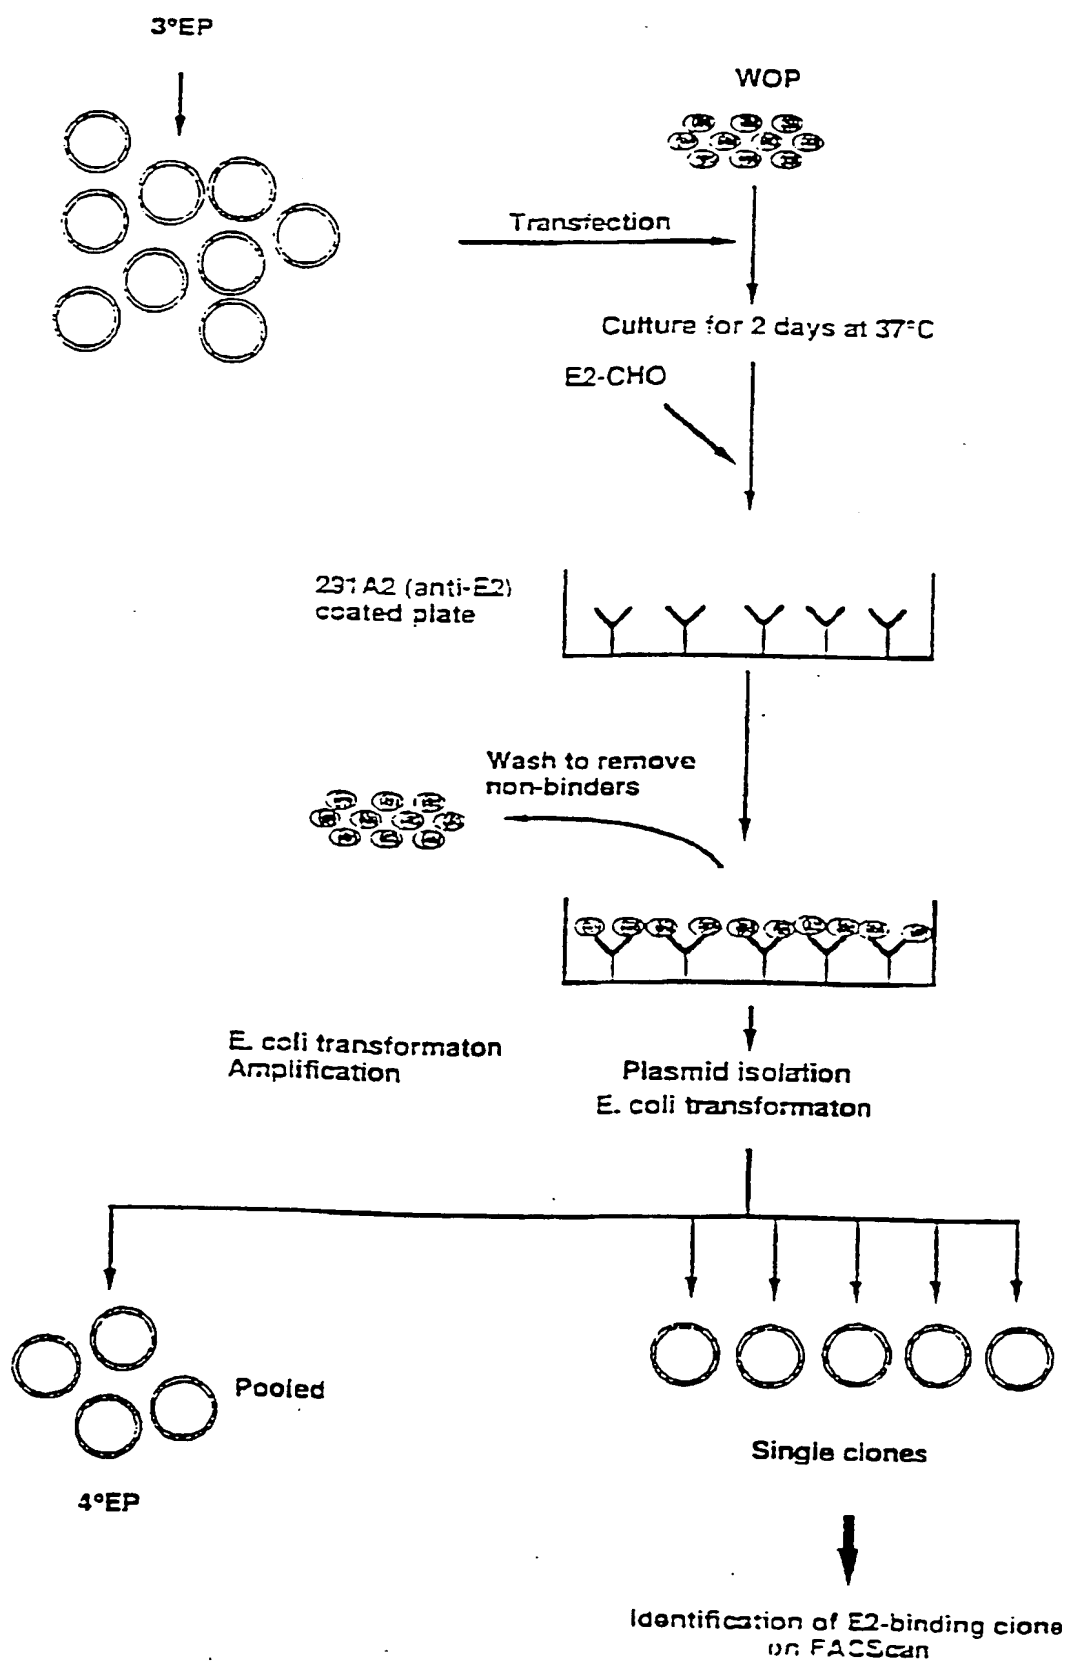 3°EP
WOP
Transfection
Culture for 2 days at 37°C
E2-CHO
291A2 (anti-E2)
coated plate
Wash to remove
non-binders
E. coli transformaton
Amplification
Plasmid isolation
E. coli transformaton
Pooled
4°EP
Single clones
Identification of E2-binding clone
on FACScan